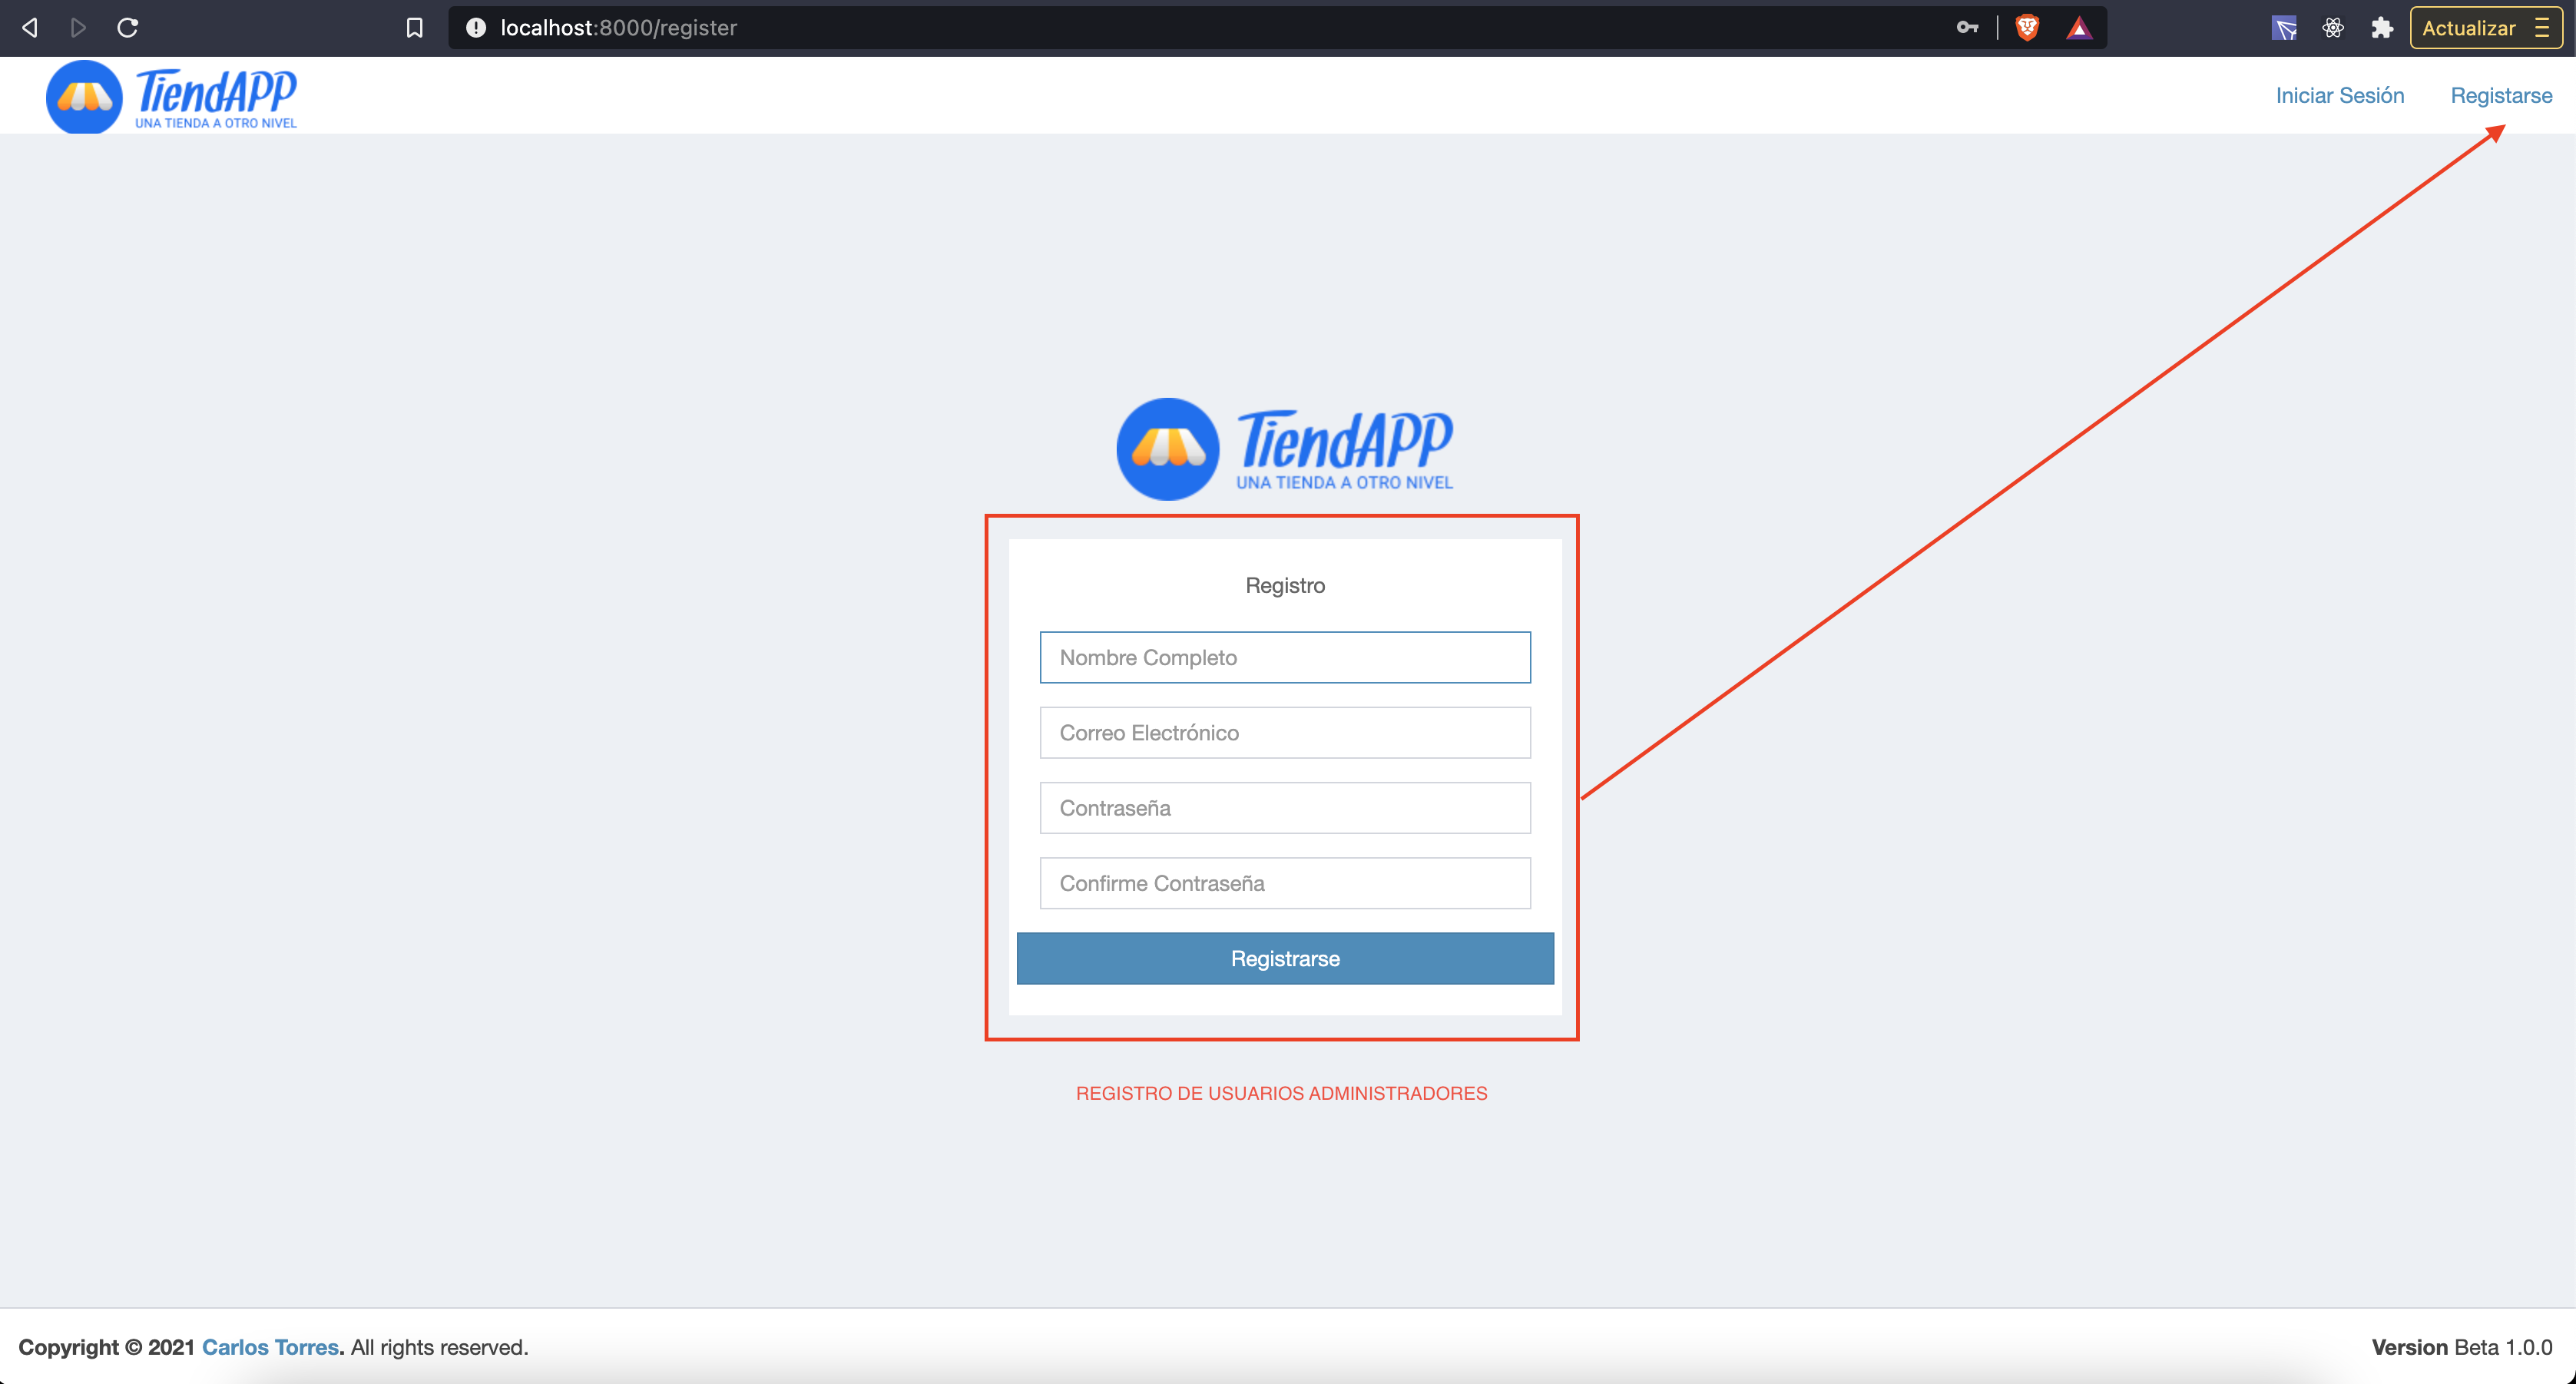 localhost:8000/register
Actualizar
TiendAPP
UNA TIENDA A OTRO NIVEL
Iniciar Sesión
Registarse
TiendAPP
UNA TIENDA A OTRO NIVEL
Registro
Nombre Completo
Correo Electrónico
Contraseña
Confirme Contraseña
Registrarse
REGISTRO DE USUARIOS ADMINISTRADORES
Copyright © 2021 Carlos Torres. All rights reserved.
Version Beta 1.0.0